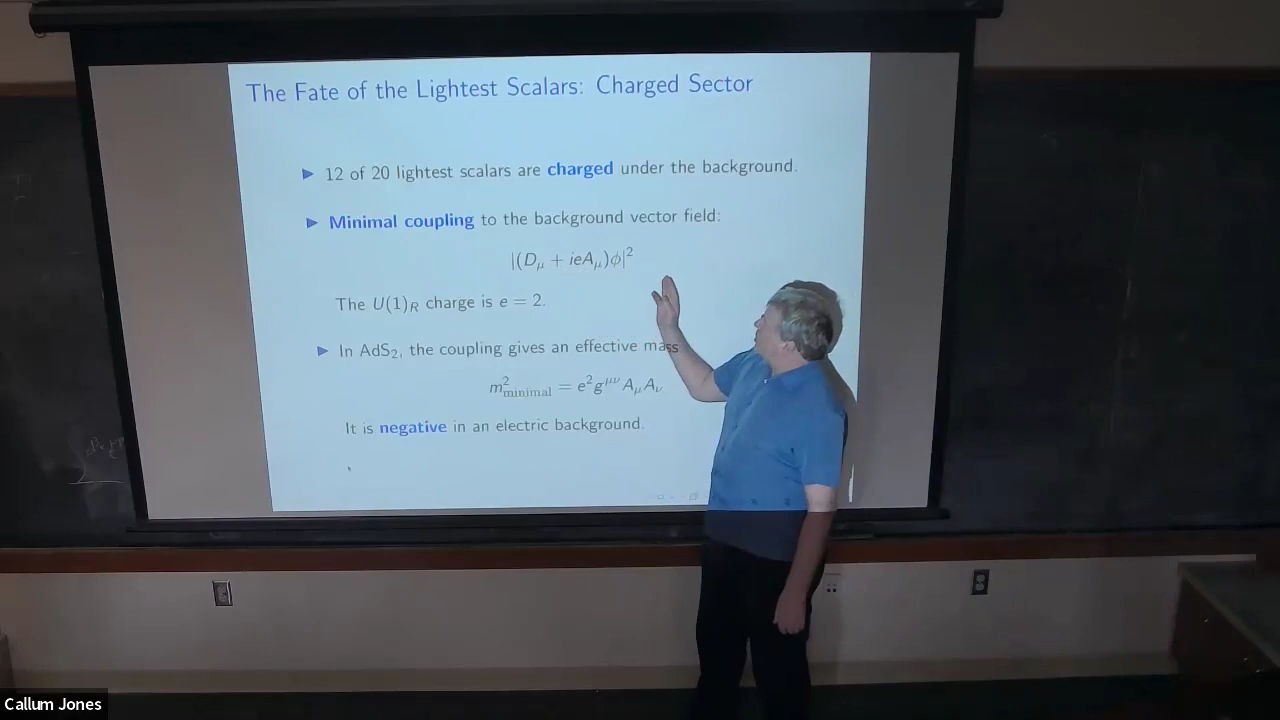 The Fate of the Lightest Scalars: Charged Sector
▶ 12 of 20 lightest scalars are charged under the background.
▶ Minimal coupling to the background vector field:
|(D_μ + ieA_μ)φ|²
The U(1)_R charge is e = 2.
▶ In AdS₂, the coupling gives an effective mass
m²_minimal = e²g^{μν}A_μA_ν
It is negative in an electric background.
Callum Jones